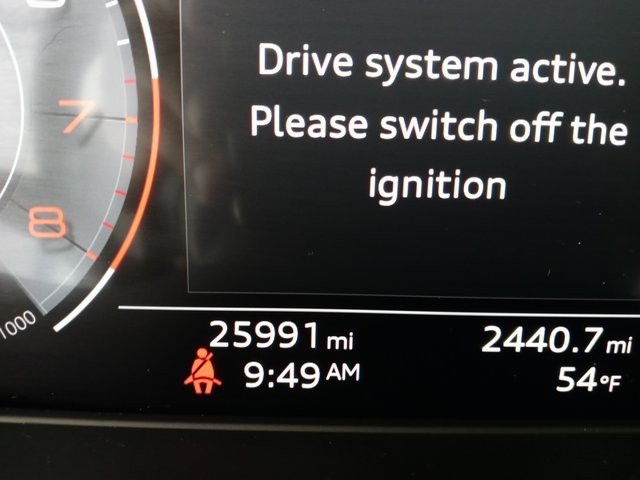 Drive system active.
Please switch off the
ignition
7
8
1000
25991 mi
2440.7 mi
9:49 AM
54°F